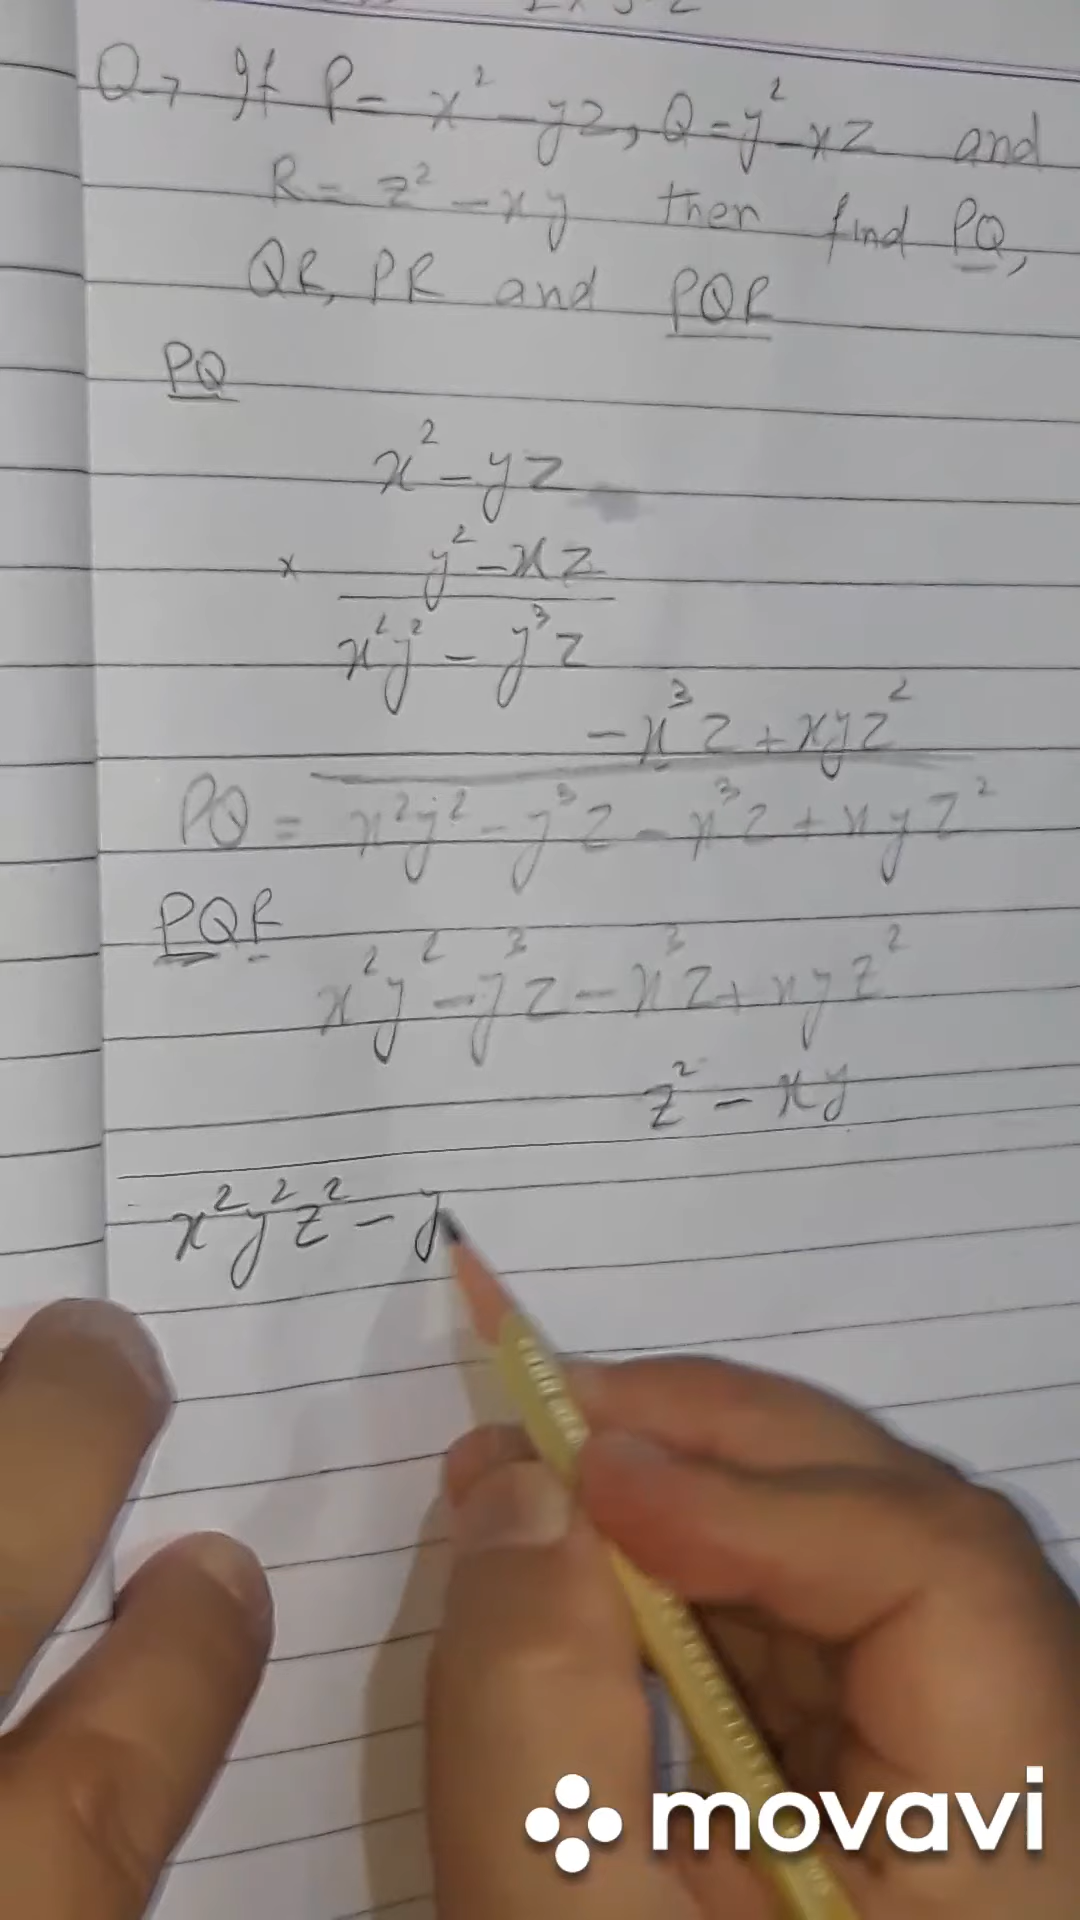 Q→ If P = x² - yz, Q = y² - xz and
R = z² - xy then find PQ,
QR, PR and PQR
PQ
x² - yz
× y² - xz
x²y² - y³z
- x³z + xyz²
PQ = x²y² - y³z - x³z + xyz²
PQR
x²y² - y³z - x³z + xyz²
z² - xy
x²y²z² - y
movavi